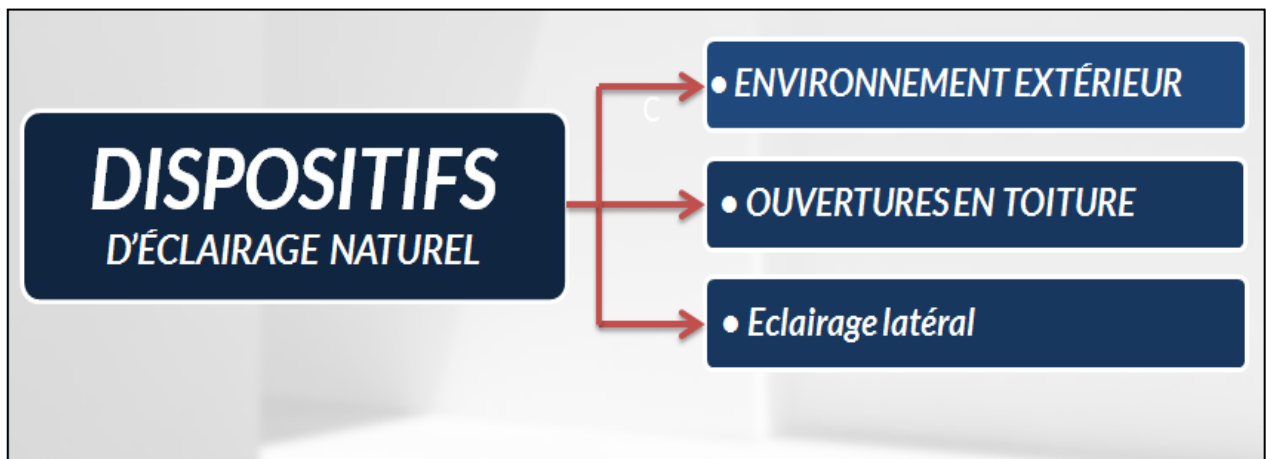 DISPOSITIFS
D'ÉCLAIRAGE NATUREL
• ENVIRONNEMENT EXTÉRIEUR
C
• OUVERTURES EN TOITURE
• Eclairage latéral